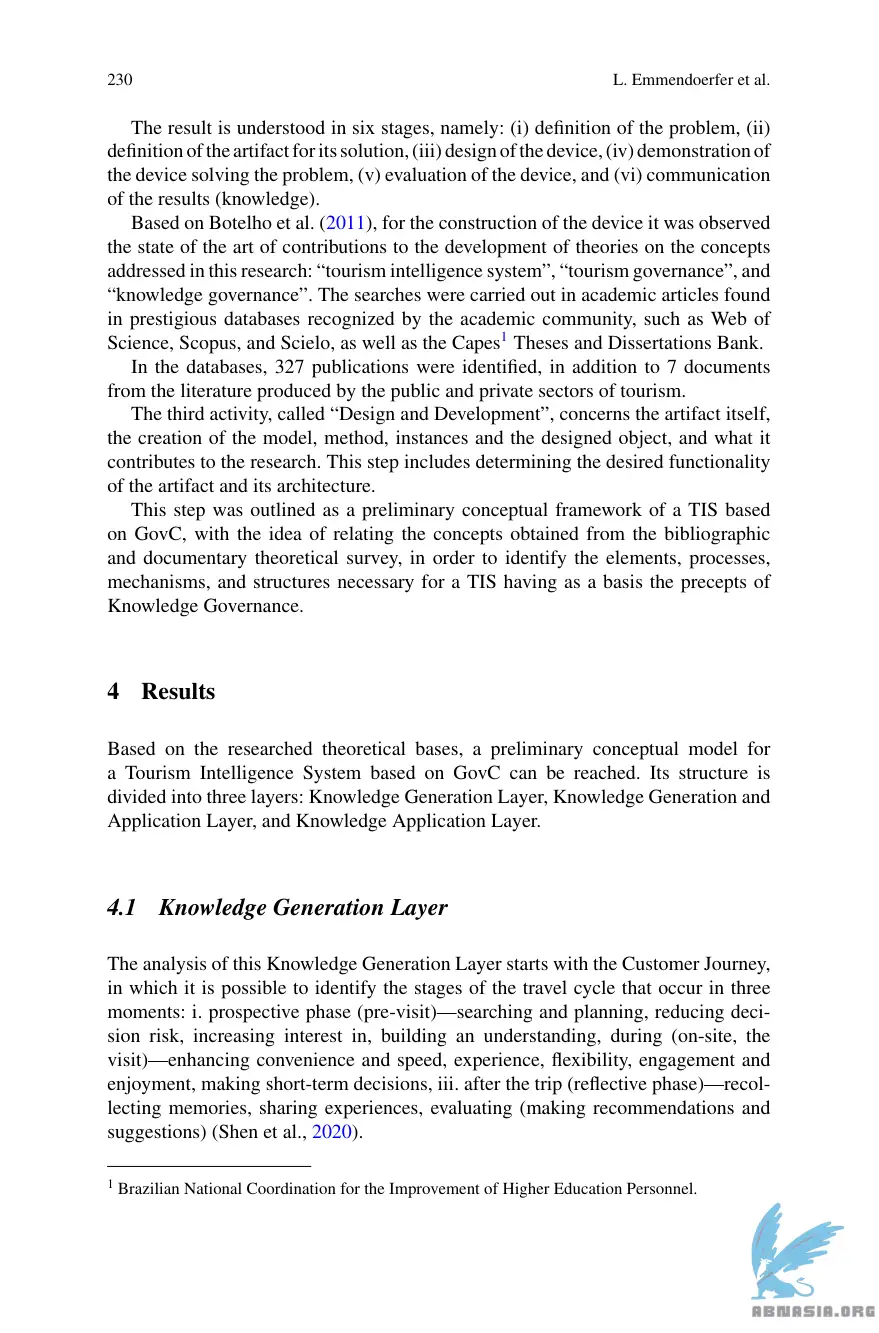 230
L. Emmendoerfer et al.
The result is understood in six stages, namely: (i) definition of the problem, (ii)
definition of the artifact for its solution, (iii) design of the device, (iv) demonstration of
the device solving the problem, (v) evaluation of the device, and (vi) communication
of the results (knowledge).
Based on Botelho et al. (2011), for the construction of the device it was observed
the state of the art of contributions to the development of theories on the concepts
addressed in this research: “tourism intelligence system”, “tourism governance”, and
“knowledge governance”. The searches were carried out in academic articles found
in prestigious databases recognized by the academic community, such as Web of
Science, Scopus, and Scielo, as well as the Capes¹ Theses and Dissertations Bank.
In the databases, 327 publications were identified, in addition to 7 documents
from the literature produced by the public and private sectors of tourism.
The third activity, called “Design and Development”, concerns the artifact itself,
the creation of the model, method, instances and the designed object, and what it
contributes to the research. This step includes determining the desired functionality
of the artifact and its architecture.
This step was outlined as a preliminary conceptual framework of a TIS based
on GovC, with the idea of relating the concepts obtained from the bibliographic
and documentary theoretical survey, in order to identify the elements, processes,
mechanisms, and structures necessary for a TIS having as a basis the precepts of
Knowledge Governance.
4 Results
Based on the researched theoretical bases, a preliminary conceptual model for
a Tourism Intelligence System based on GovC can be reached. Its structure is
divided into three layers: Knowledge Generation Layer, Knowledge Generation and
Application Layer, and Knowledge Application Layer.
4.1 Knowledge Generation Layer
The analysis of this Knowledge Generation Layer starts with the Customer Journey,
in which it is possible to identify the stages of the travel cycle that occur in three
moments: i. prospective phase (pre-visit)—searching and planning, reducing deci-
sion risk, increasing interest in, building an understanding, during (on-site, the
visit)—enhancing convenience and speed, experience, flexibility, engagement and
enjoyment, making short-term decisions, iii. after the trip (reflective phase)—recol-
lecting memories, sharing experiences, evaluating (making recommendations and
suggestions) (Shen et al., 2020).
¹ Brazilian National Coordination for the Improvement of Higher Education Personnel.
ABNASIA.ORG